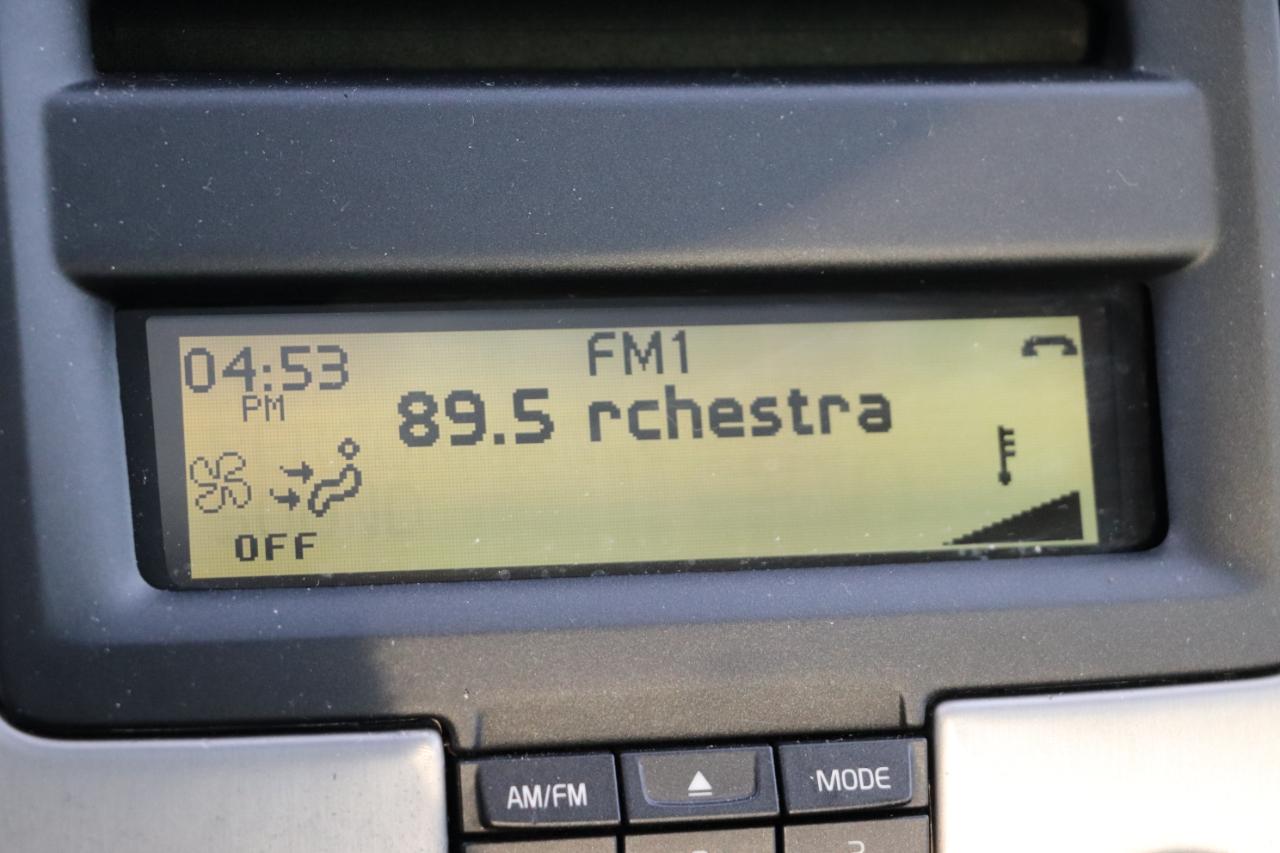 FM1
04:53
PM
89.5 rchestra
OFF
AM/FM
MODE